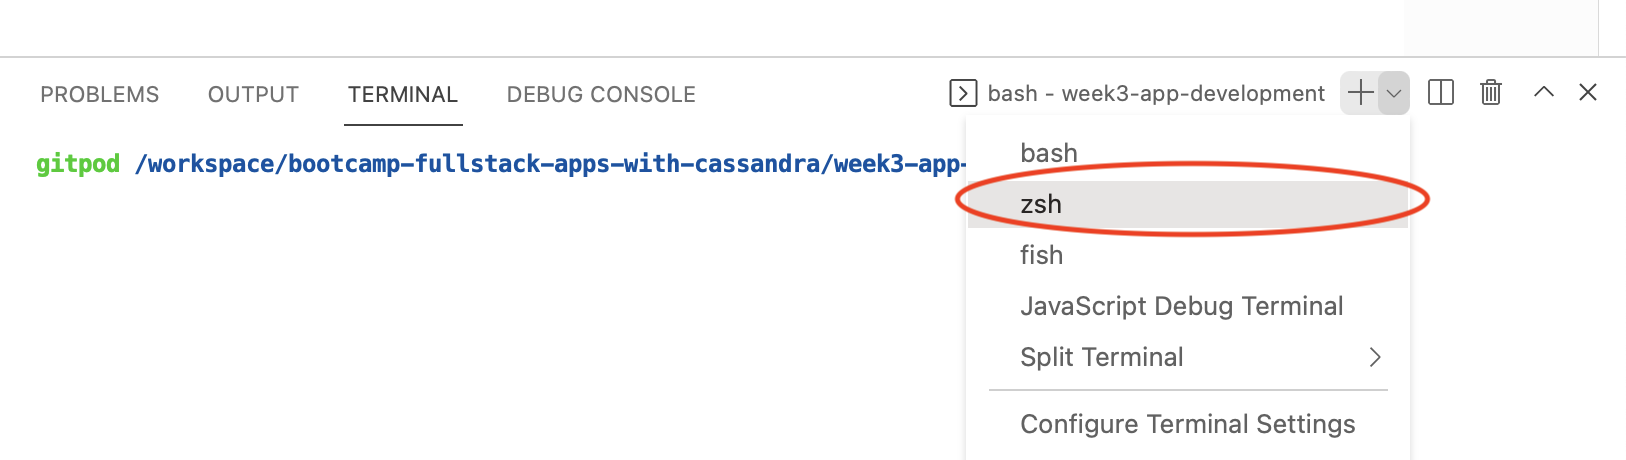 PROBLEMS OUTPUT TERMINAL DEBUG CONSOLE bash - week3-app-development
gitpod /workspace/bootcamp-fullstack-apps-with-cassandra/week3-app-
bash
zsh
fish
JavaScript Debug Terminal
Split Terminal
Configure Terminal Settings